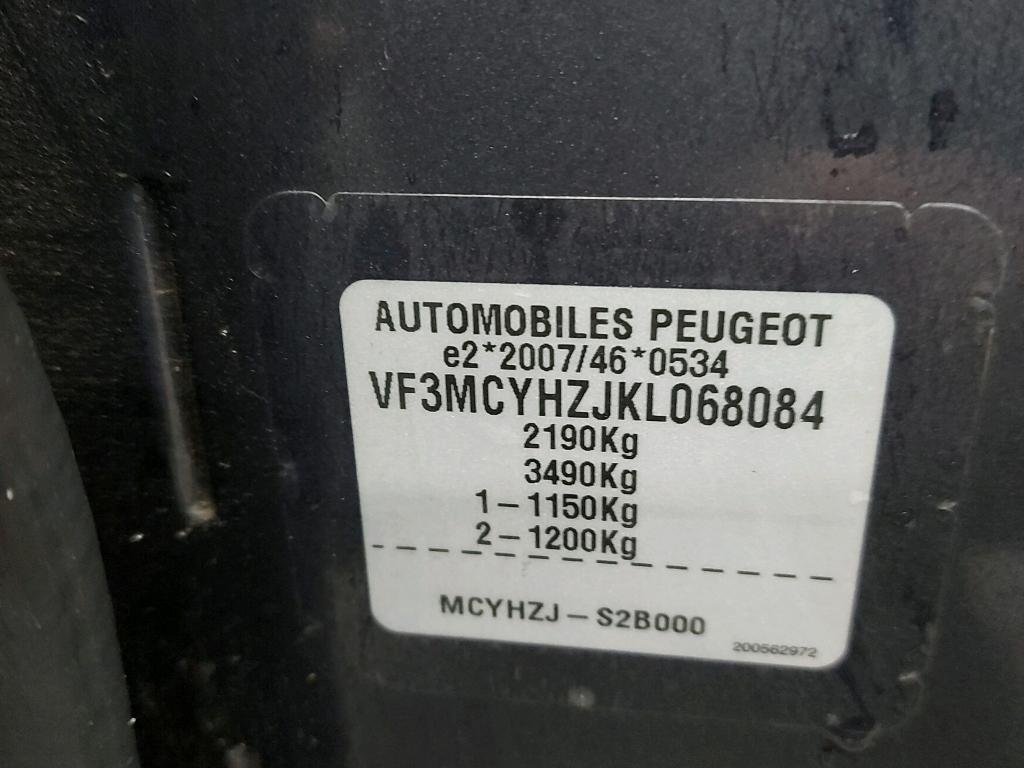 AUTOMOBILES PEUGEOT
e2*2007/46*0534
VF3MCYHZJKL068084
2190Kg
3490Kg
1-1150Kg
2-1200Kg
MCYHZJ-S2B000
200562972